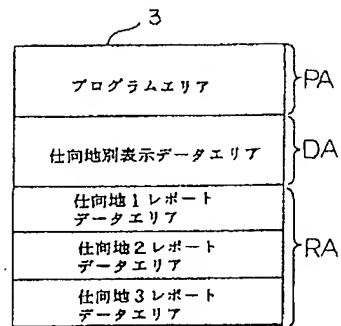 3
プログラムエリア
PA
仕向地別表示データエリア
DA
仕向地1レポート
データエリア
仕向地2レポート
データエリア
RA
仕向地3レポート
データエリア